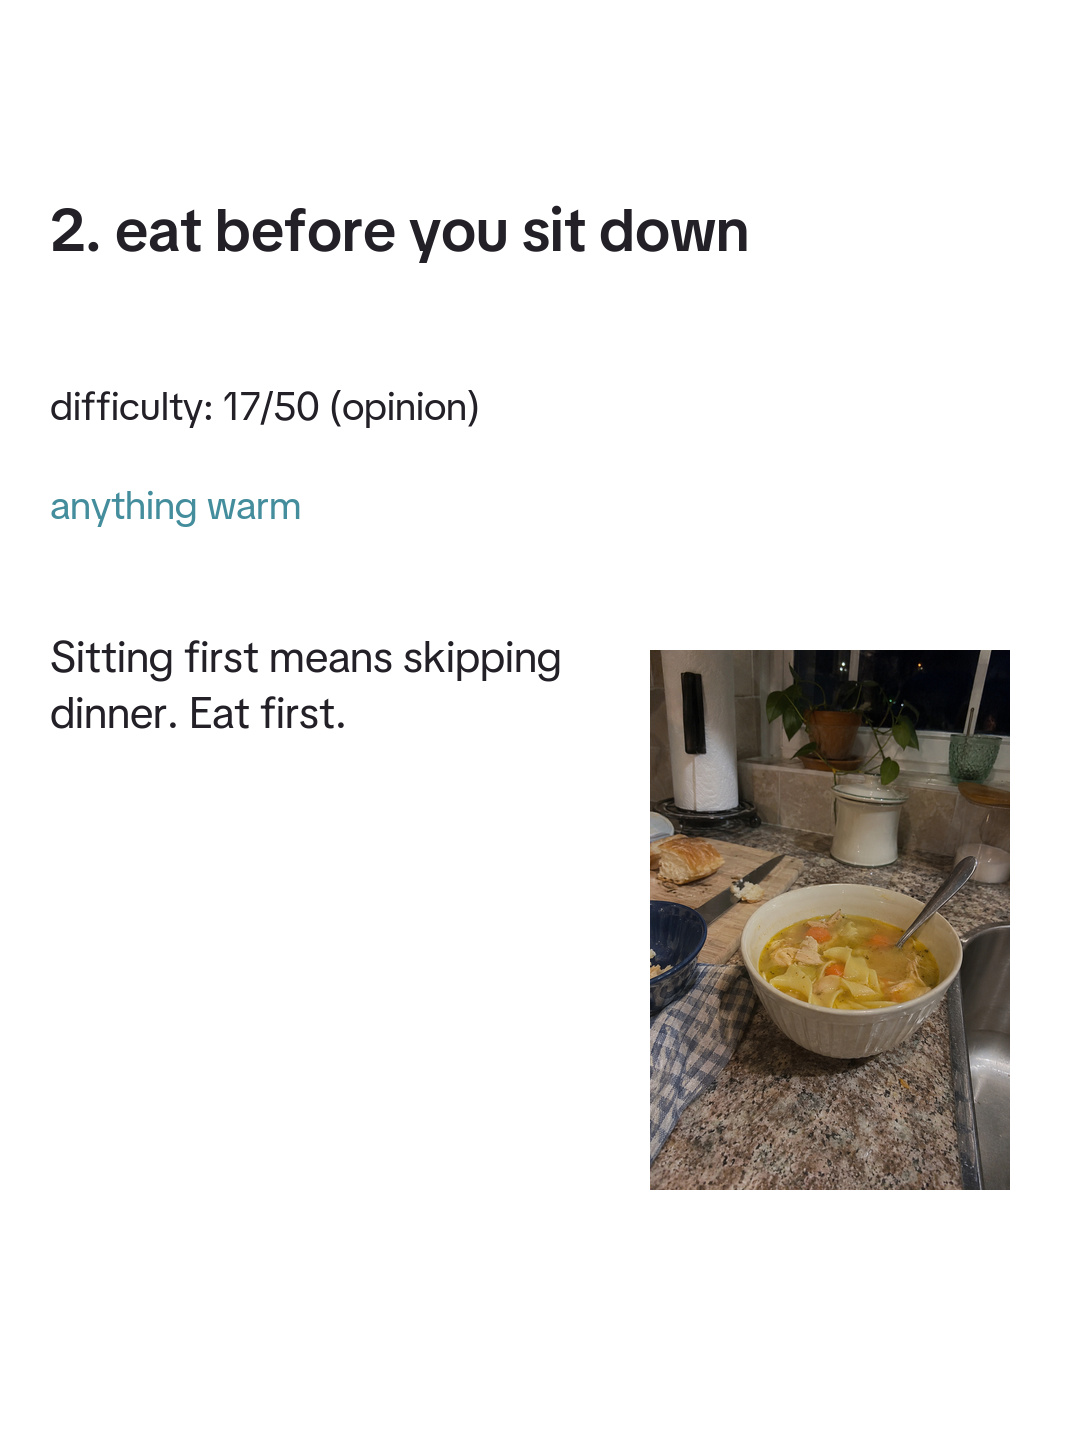 2. eat before you sit down
difficulty: 17/50 (opinion)
anything warm
Sitting first means skipping
dinner. Eat first.